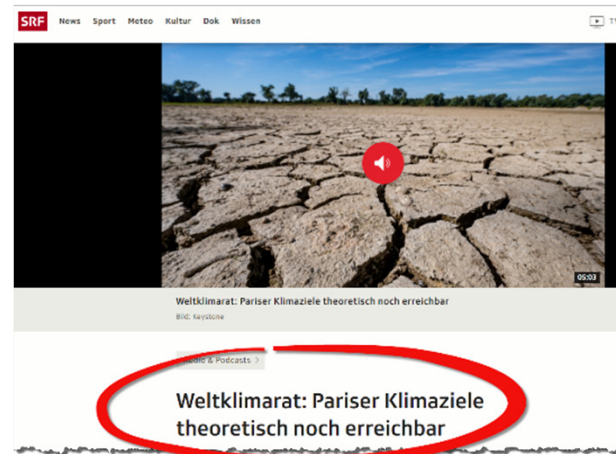 SRF News Sport Meteo Kultur Dok Wissen
05:03
Weltklimarat: Pariser Klimaziele theoretisch noch erreichbar
Bild: Keystone
Audio & Podcasts >
Weltklimarat: Pariser Klimaziele
theoretisch noch erreichbar